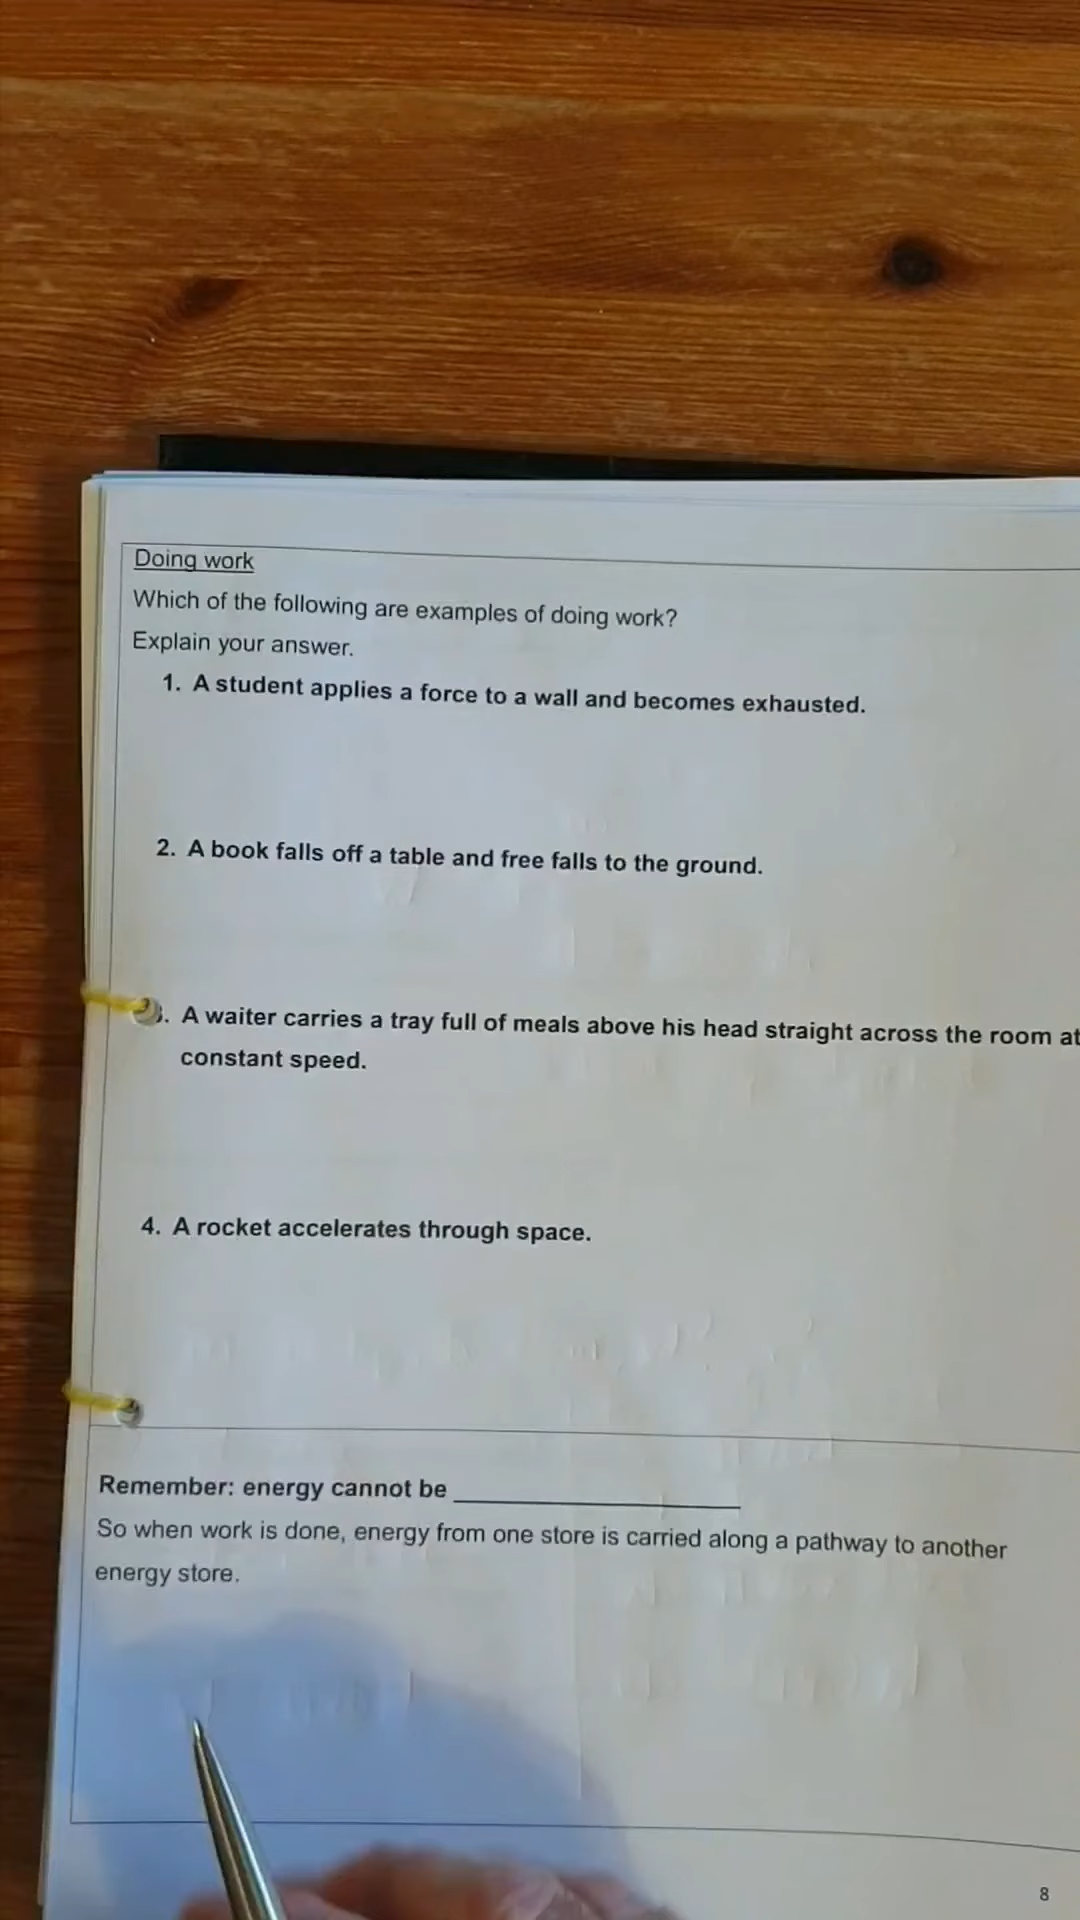 Doing work
Which of the following are examples of doing work?
Explain your answer.
1. A student applies a force to a wall and becomes exhausted.
2. A book falls off a table and free falls to the ground.
3. A waiter carries a tray full of meals above his head straight across the room at
constant speed.
4. A rocket accelerates through space.
Remember: energy cannot be
So when work is done, energy from one store is carried along a pathway to another
energy store.
8